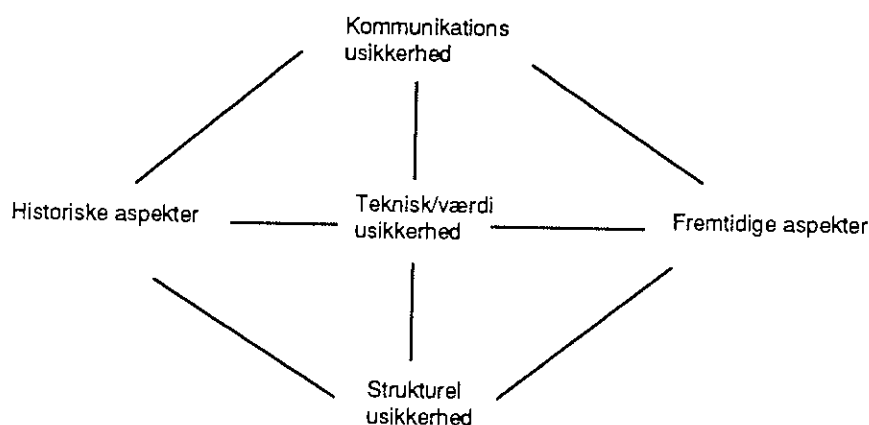 Kommunikations
usikkerhed
Historiske aspekter
Teknisk/værdi
usikkerhed
Fremtidige aspekter
Strukturel
usikkerhed